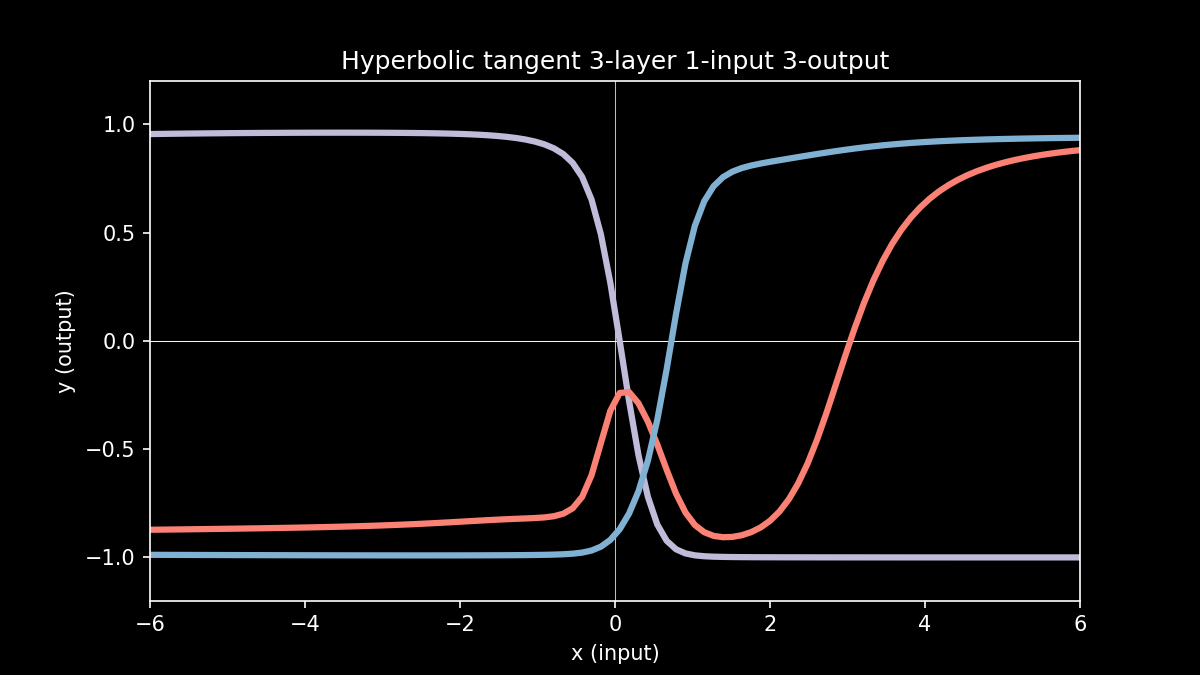 Hyperbolic tangent 3-layer 1-input 3-output
1.0
0.5
0.0
−0.5
−1.0
y (output)
−6 −4 −2 0 2 4 6
x (input)